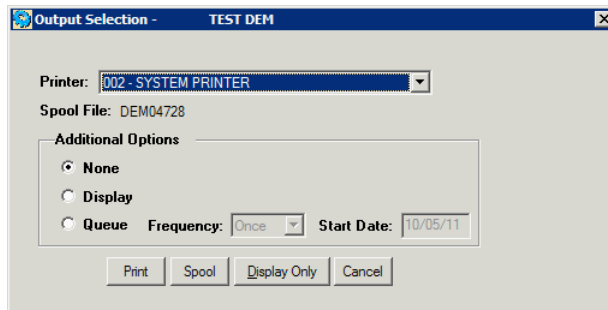 Output Selection - TEST DEM
Printer: 002 - SYSTEM PRINTER
Spool File: DEM04728
Additional Options
None
Display
Queue Frequency: Once Start Date: 10/05/11
Print Spool Display Only Cancel